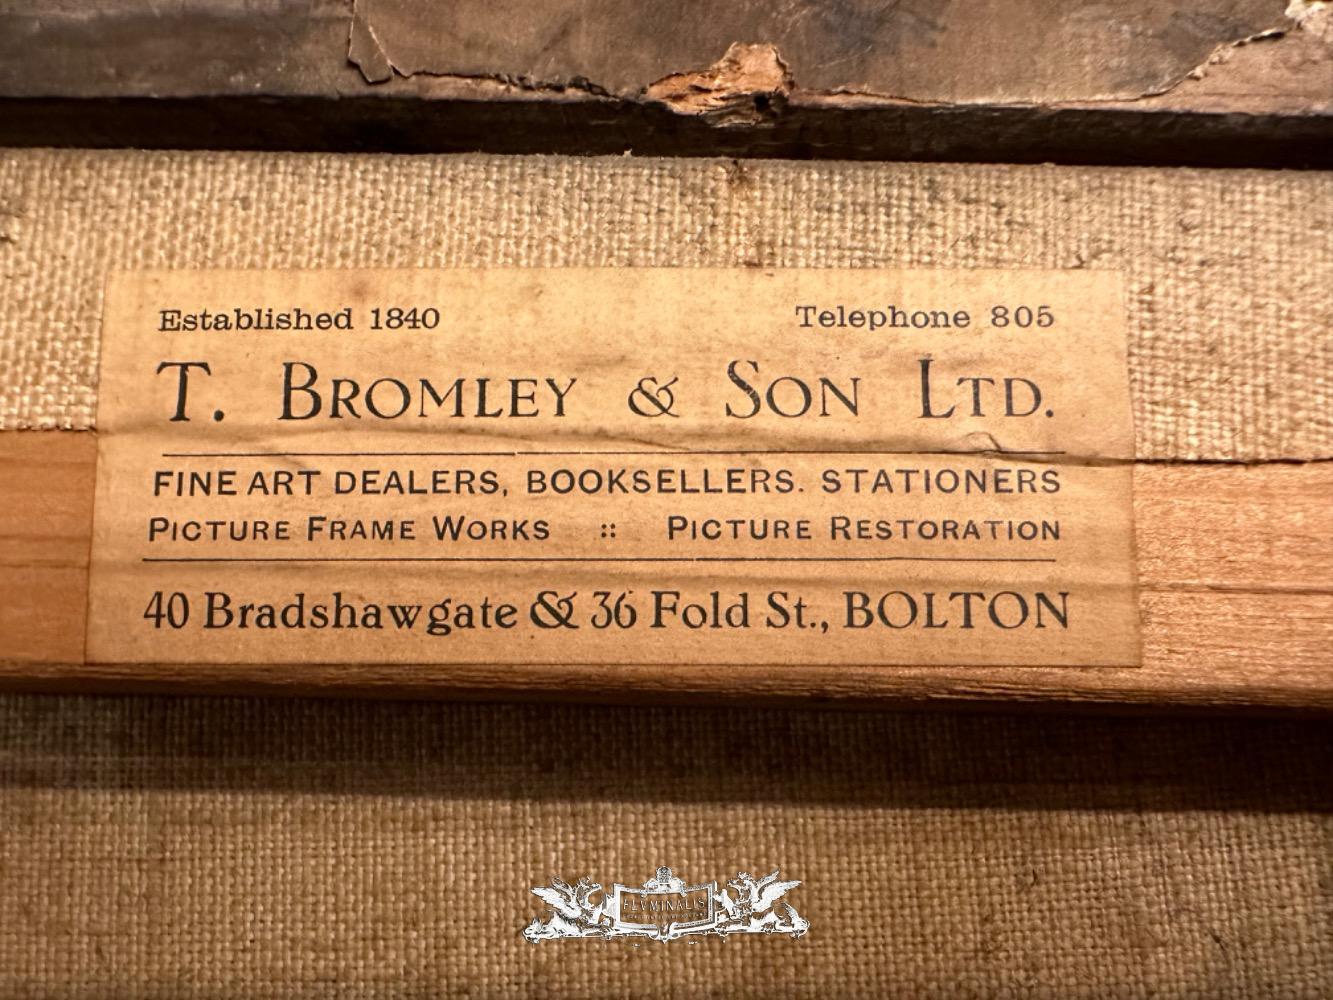 Established 1840 Telephone 805
T. BROMLEY & SON LTD.
FINE ART DEALERS, BOOKSELLERS. STATIONERS
PICTURE FRAME WORKS :: PICTURE RESTORATION
40 Bradshawgate & 36 Fold St., BOLTON
FLVMINALIS